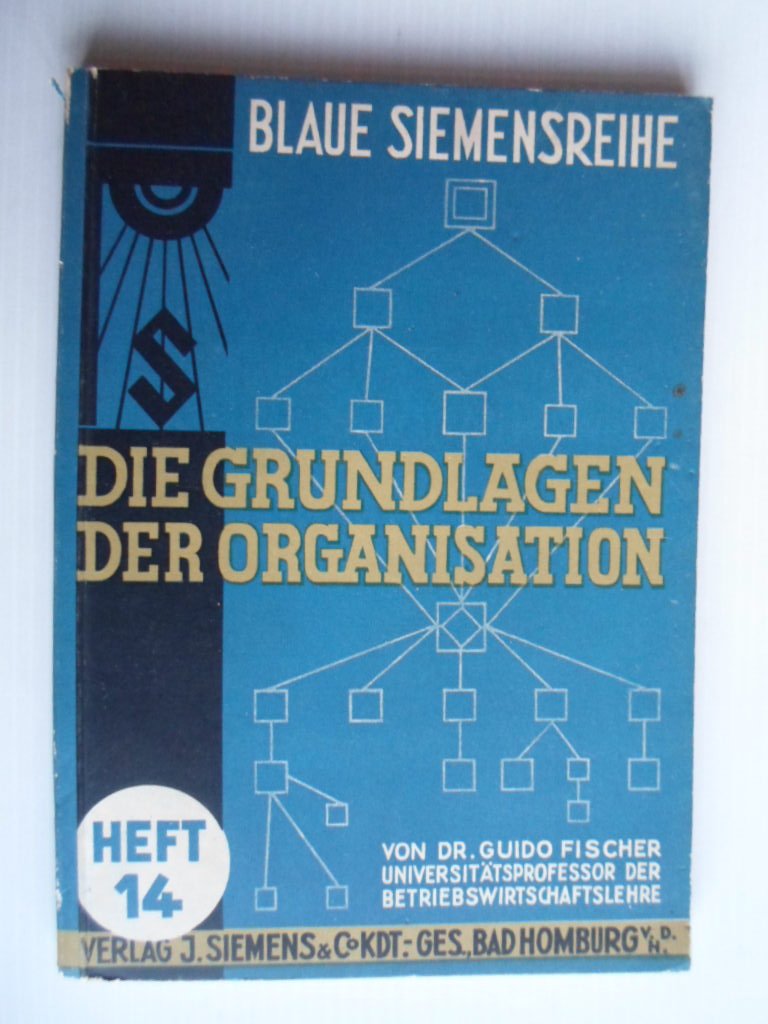 BLAUE SIEMENSREIHE
S
DIE GRUNDLAGEN
DER ORGANISATION
HEFT
14
VON DR. GUIDO FISCHER
UNIVERSITÄTSPROFESSOR DER
BETRIEBSWIRTSCHAFTSLEHRE
VERLAG J. SIEMENS & Co KDT.- GES., BAD HOMBURG V. D. H.